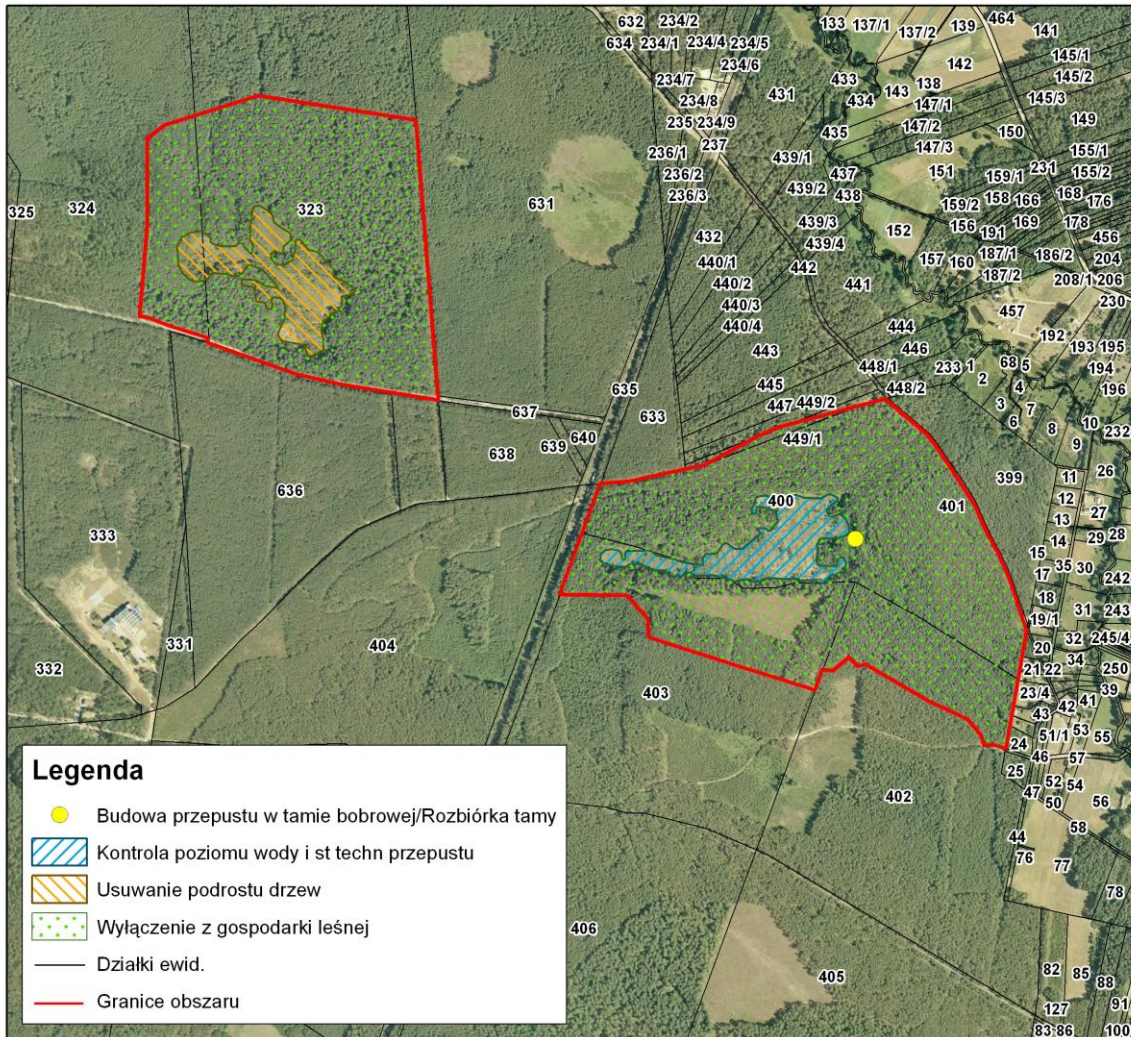 632 234/2 133 137/1 137/2 139 464 141
634 234/1 234/4 234/5 142 145/1
234/6 433 138 145/2
234/7 431 143
234/8 434 147/1 145/3
235 234/9 435 147/2 150 149
237 147/3
236/1 439/1 151 231 155/1
236/2 437 159/1 155/2
325 324 323 631 236/3 439/2 438 159/2 158 166 168 176
439/3 156 169 178
432 439/4 152 191 456
440/1 442 157 160 187/1 186/2 204
440/2 441 187/2 208/1 206
440/3 457 230
440/4 444 192
443 446 193 195
635 448/1 233 1 68 5 194
445 2 4 196
637 633 447 449/2 448/2 3 7
640 449/1 6 8 10 232
638 639 9
636 400 401 399 11 26
333 12 27
13 28
14 29
15 35 30
17 242
18 31 243
19/1
331 404 20 32 245/4
332 21 22 34 250
403 23/4 39
43 42 41
24 51/1 53 55
46 57
25 52 54
402 47 50 56
58
44
76 77
78
406
405 82 85 88
127 91/
83 86 100
Legenda
Budowa przepustu w tamie bobrowej/Rozbiórka tamy
Kontrola poziomu wody i st techn przepustu
Usuwanie podrostu drzew
Wyłączenie z gospodarki leśnej
Działki ewid.
Granice obszaru